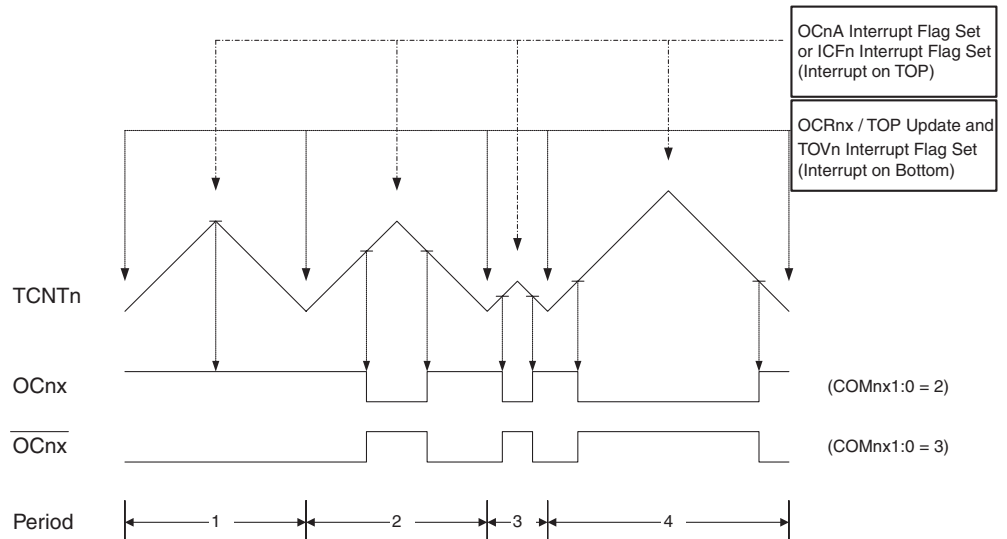 OCnA Interrupt Flag Set
or ICFn Interrupt Flag Set
(Interrupt on TOP)
OCRnx / TOP Update and
TOVn Interrupt Flag Set
(Interrupt on Bottom)
TCNTn
OCnx
(COMnx1:0 = 2)
OCnx
(COMnx1:0 = 3)
Period
1
2
3
4